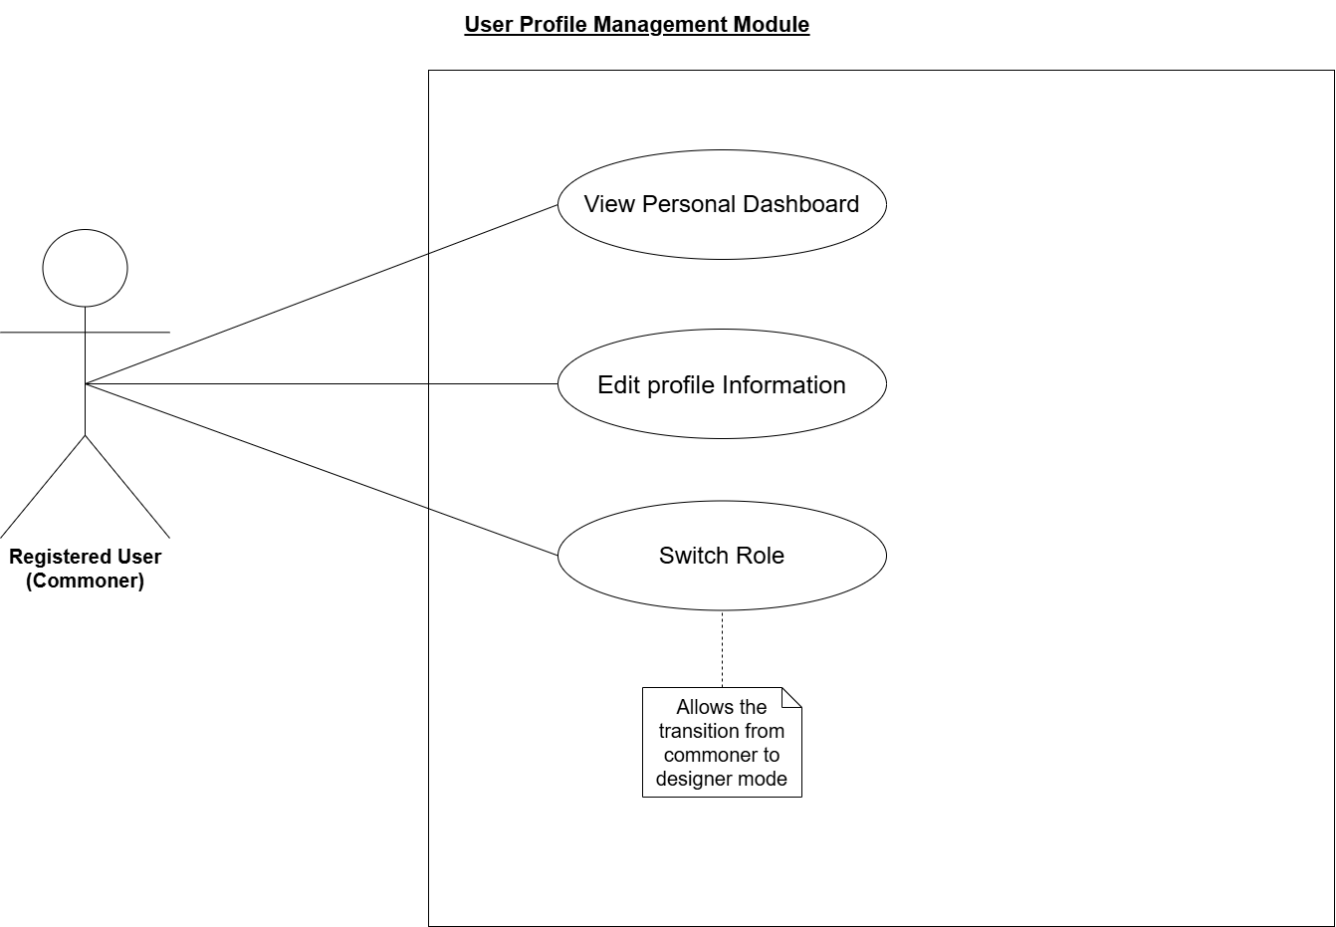 User Profile Management Module
View Personal Dashboard
Edit profile Information
Switch Role
Registered User
(Commoner)
Allows the
transition from
commoner to
designer mode